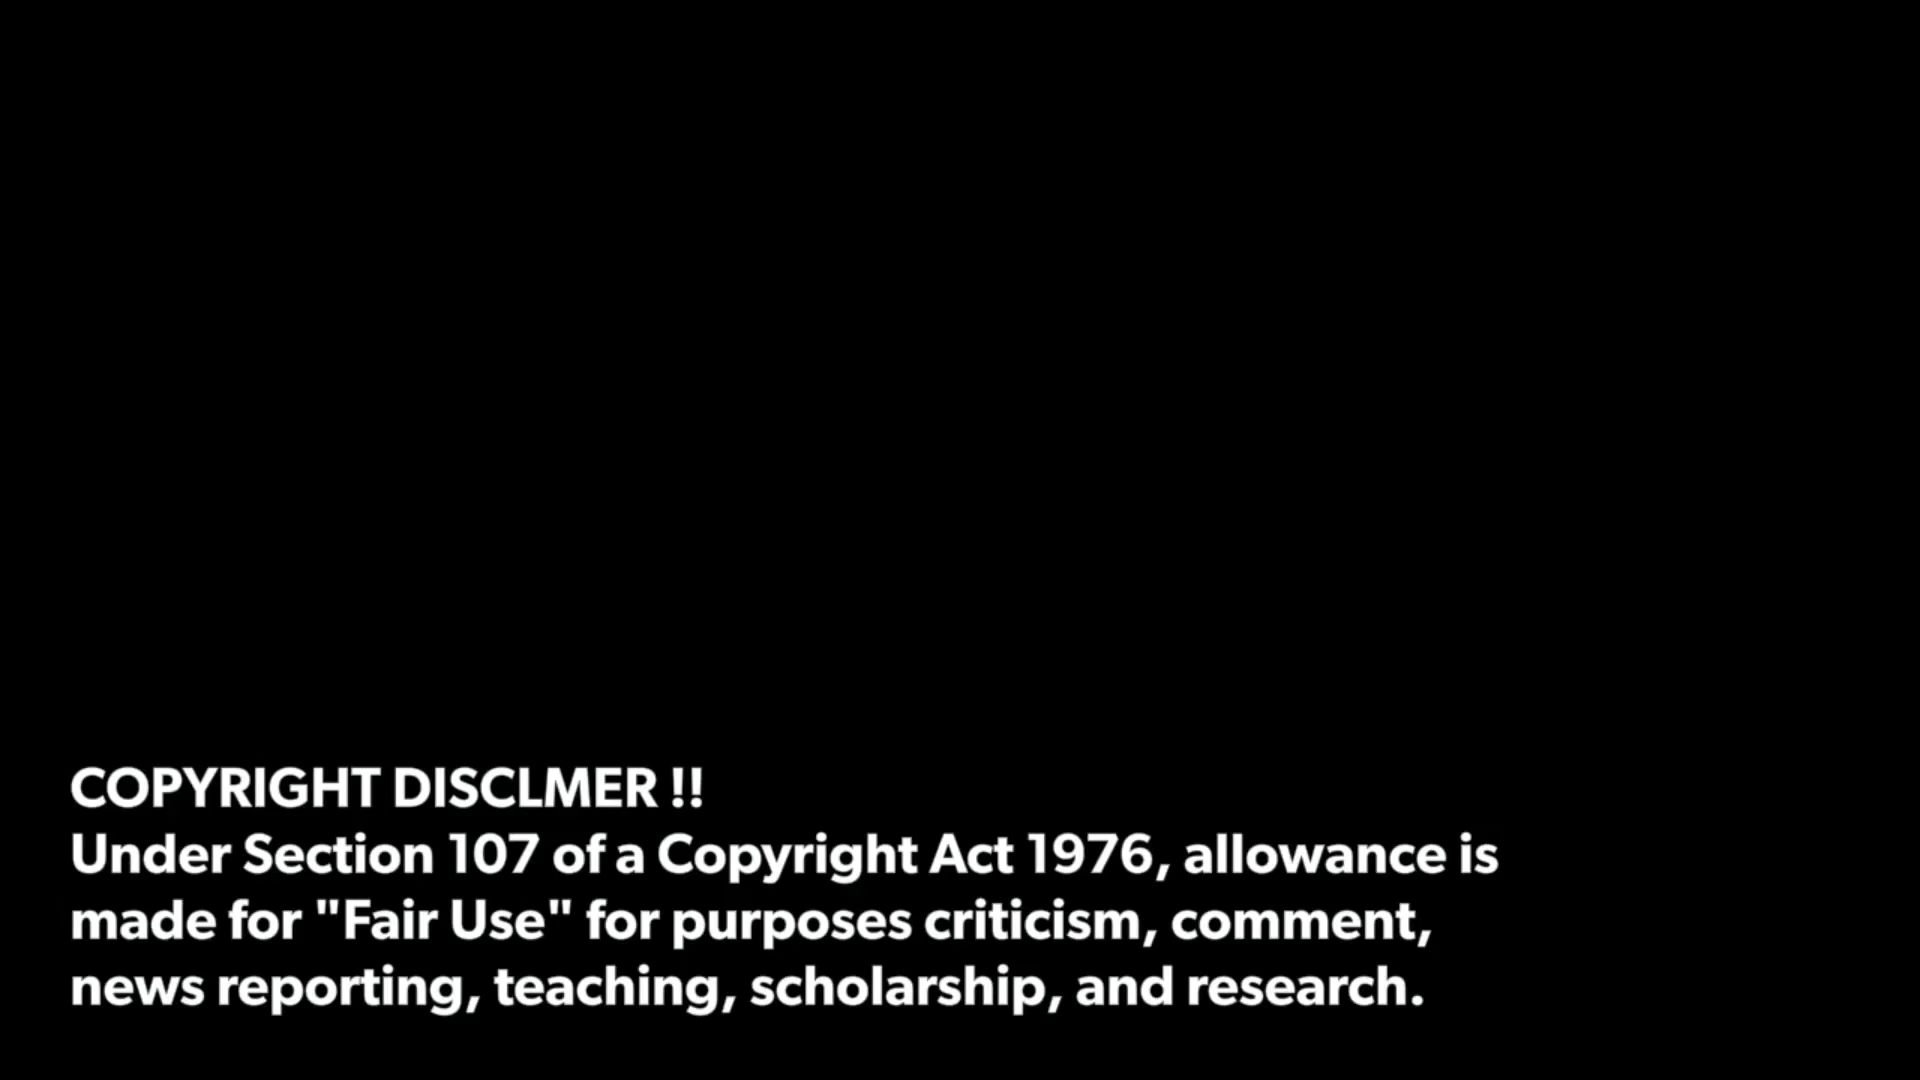 COPYRIGHT DISCLMER !!
Under Section 107 of a Copyright Act 1976, allowance is
made for "Fair Use" for purposes criticism, comment,
news reporting, teaching, scholarship, and research.